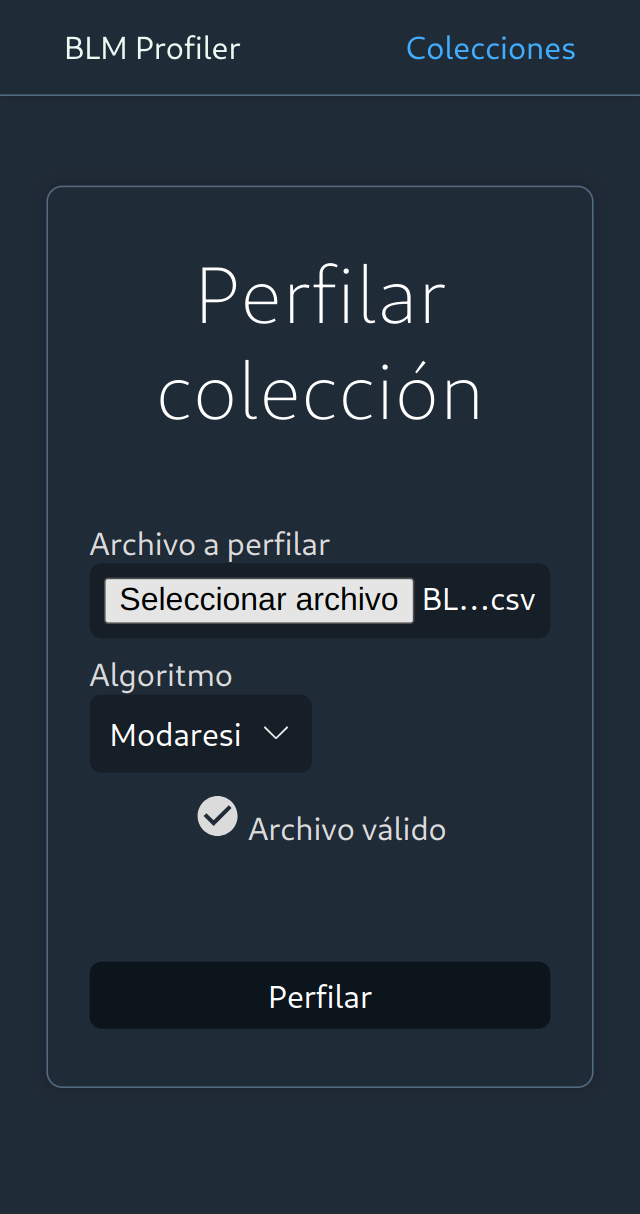 BLM Profiler Colecciones
Perfilar
colección
Archivo a perfilar
Seleccionar archivo BL...csv
Algoritmo
Modaresi
Archivo válido
Perfilar